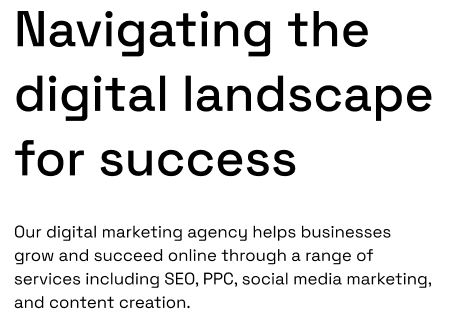 Navigating the
digital landscape
for success
Our digital marketing agency helps businesses
grow and succeed online through a range of
services including SEO, PPC, social media marketing,
and content creation.